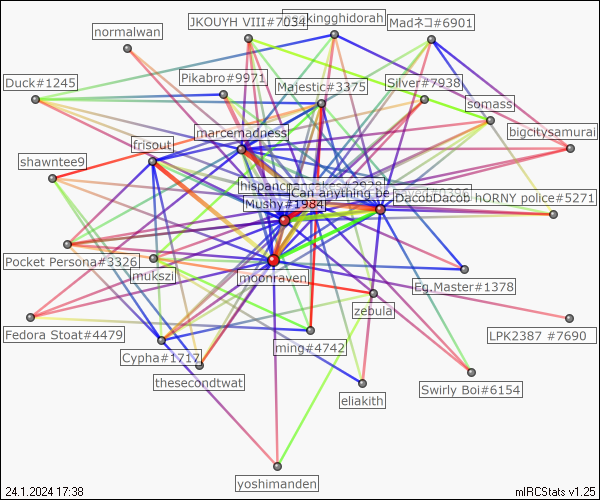 JKOUYH VIII#7034
kingghidorah
Madネコ#6901
normalwan
Pikabro#9971
Majestic#3375
Silver#7938
Duck#1245
somass
marcemadness
bigcitysamurai
frisout
shawntee9
Can anything be
Mushy#1984
DacobDacob
hORNY police#5271
Pocket Persona#3326
mukszi
moonraven
Eg.Master#1378
zebula
Fedora Stoat#4479
ming#4742
LPK2387 #7690
Cypha#1717
thesecondtwat
eliakith
Swirly Boi#6154
yoshimanden
24.1.2024 17:38
mIRCStats v1.25